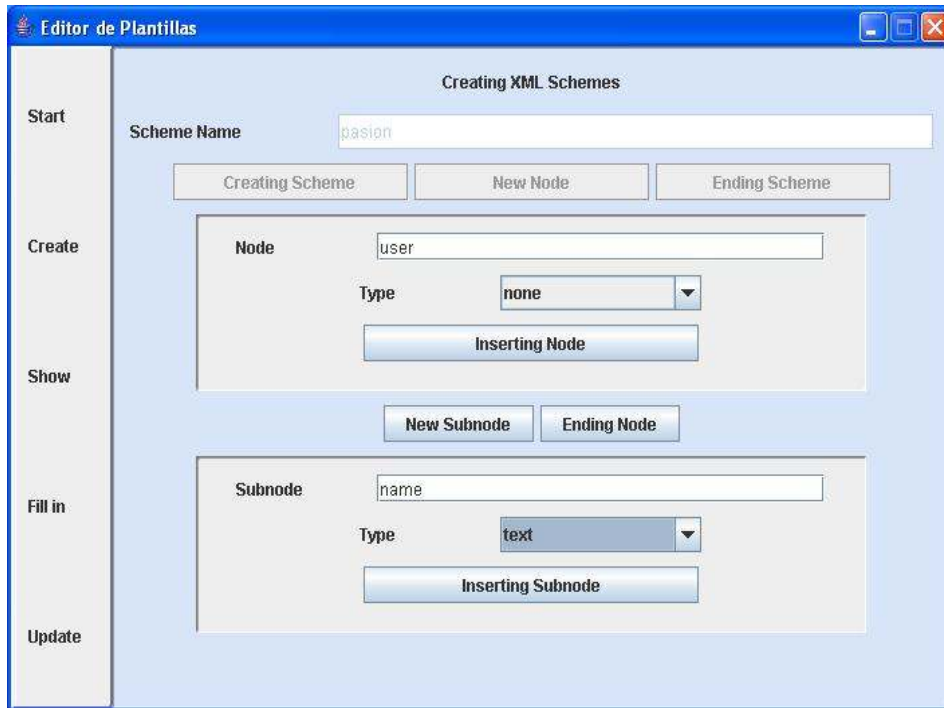 Editor de Plantillas
Creating XML Schemes
Start
Scheme Name pasion
Creating Scheme New Node Ending Scheme
Create
Node user
Type none
Inserting Node
Show
New Subnode Ending Node
Subnode name
Fill in
Type text
Inserting Subnode
Update